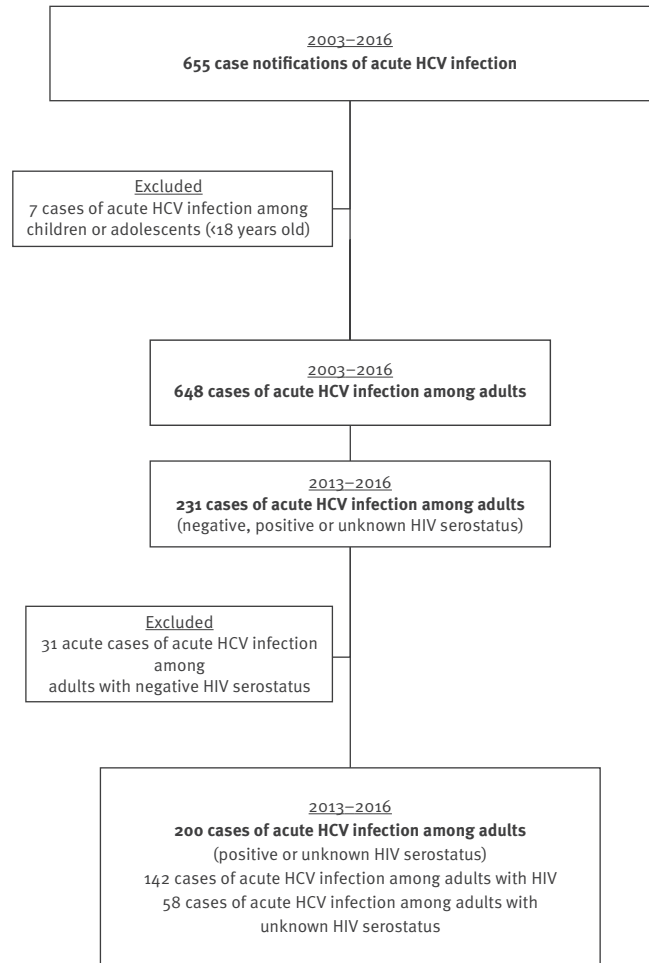 2003–2016
655 case notifications of acute HCV infection
Excluded
7 cases of acute HCV infection among
children or adolescents (<18 years old)
2003–2016
648 cases of acute HCV infection among adults
2013–2016
231 cases of acute HCV infection among adults
(negative, positive or unknown HIV serostatus)
Excluded
31 acute cases of acute HCV infection
among
adults with negative HIV serostatus
2013–2016
200 cases of acute HCV infection among adults
(positive or unknown HIV serostatus)
142 cases of acute HCV infection among adults with HIV
58 cases of acute HCV infection among adults with
unknown HIV serostatus